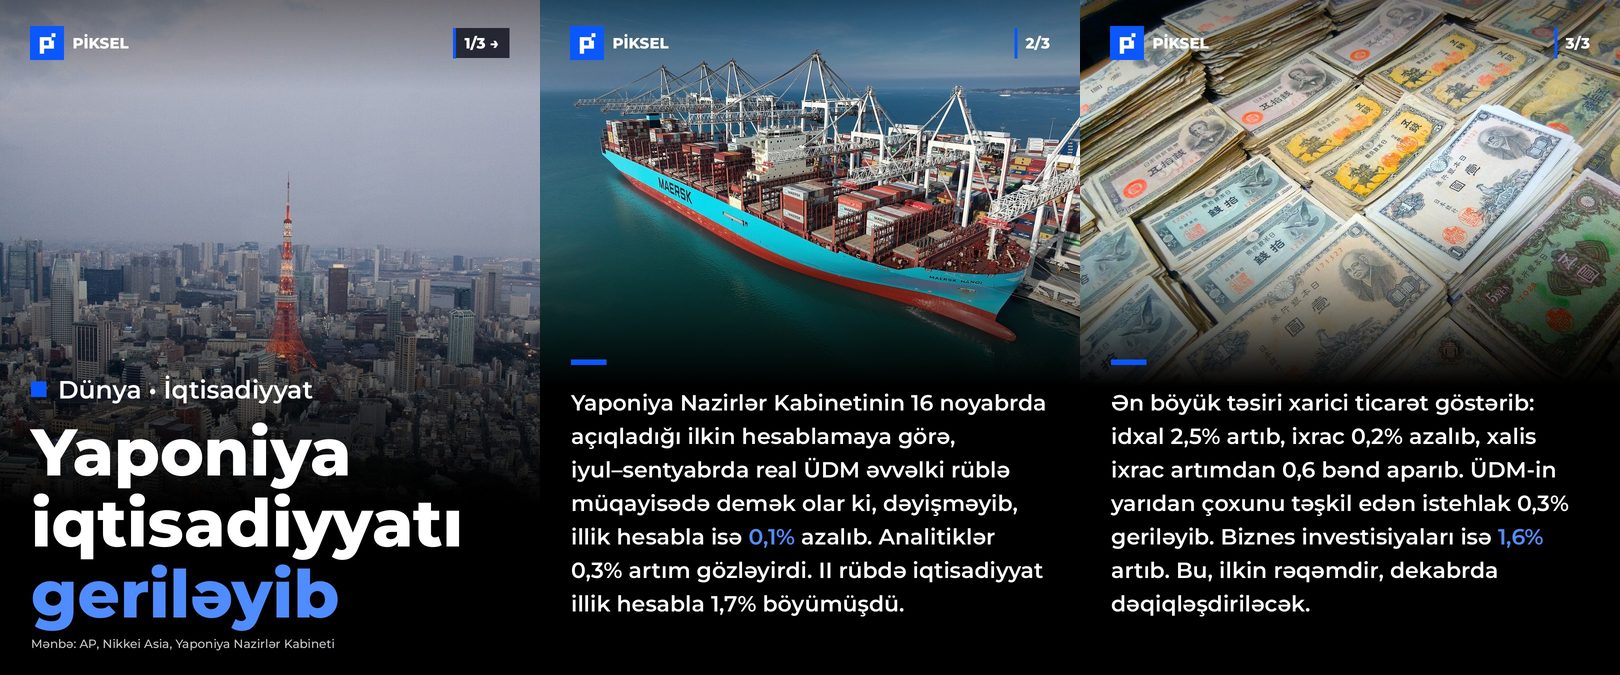 PİKSEL
1/3 →
Dünya • İqtisadiyyat
Yaponiya
iqtisadiyyatı
geriləyib
Mənbə: AP, Nikkei Asia, Yaponiya Nazirlər Kabineti
PİKSEL
2/3
MAERSK
Yaponiya Nazirlər Kabinetinin 16 noyabrda
açıqladığı ilkin hesablamaya görə,
iyul–sentyabrda real ÜDM əvvəlki rüblə
müqayisədə demək olar ki, dəyişməyib,
illik hesabla isə 0,1% azalıb. Analitiklər
0,3% artım gözləyirdi. II rübdə iqtisadiyyat
illik hesabla 1,7% böyümüşdü.
PİKSEL
3/3
Ən böyük təsiri xarici ticarət göstərib:
idxal 2,5% artıb, ixrac 0,2% azalıb, xalis
ixrac artımdan 0,6 bənd aparıb. ÜDM-in
yarıdan çoxunu təşkil edən istehlak 0,3%
geriləyib. Biznes investisiyaları isə 1,6%
artıb. Bu, ilkin rəqəmdir, dekabrda
dəqiqləşdiriləcək.